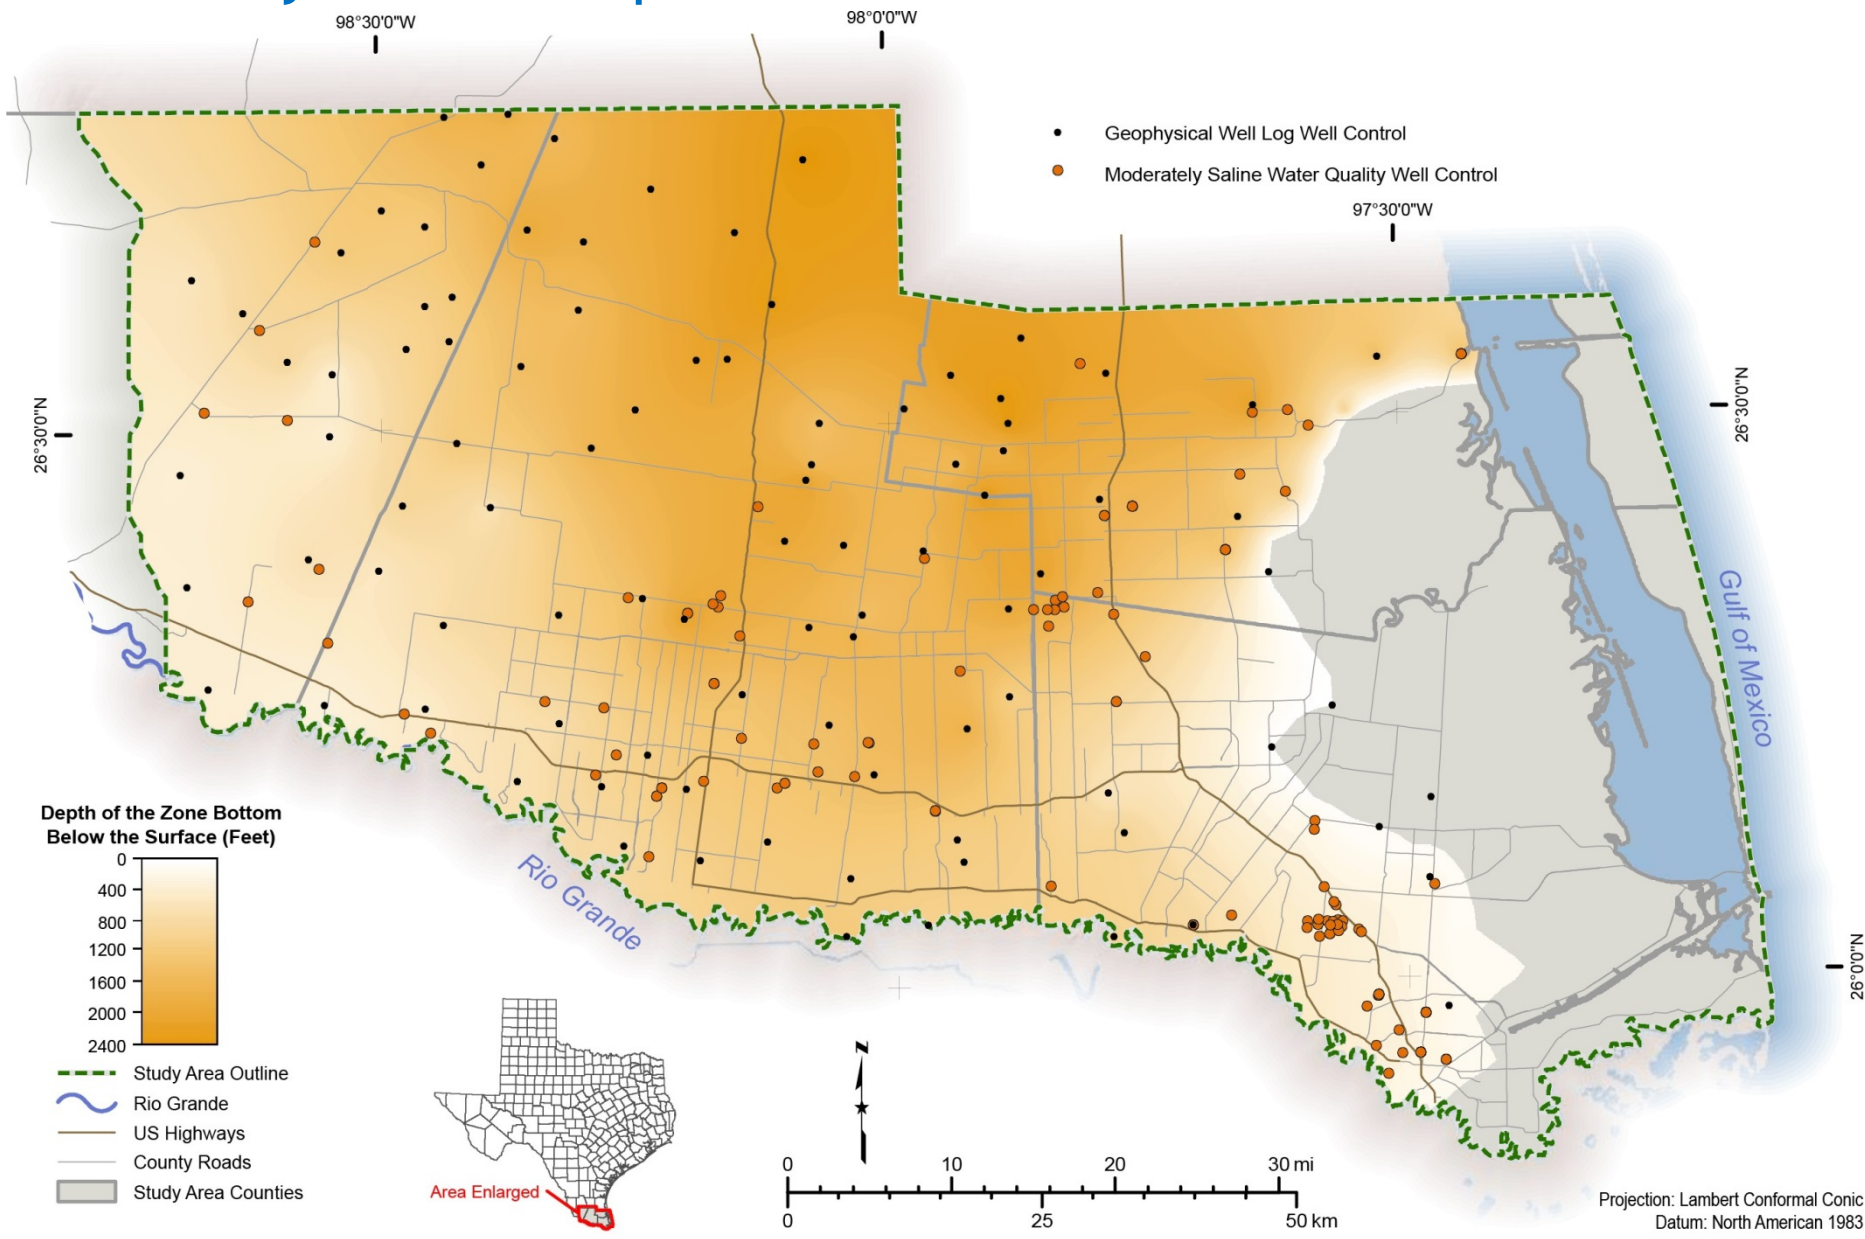 98°30'0"W
98°0'0"W
Geophysical Well Log Well Control
Moderately Saline Water Quality Well Control
97°30'0"W
26°30'0"N
26°30'0"N
Gulf of Mexico
Depth of the Zone Bottom
Below the Surface (Feet)
0
400
800
1200
1600
2000
2400
Rio Grande
26°0'0"N
Study Area Outline
Rio Grande
US Highways
County Roads
Study Area Counties
Area Enlarged
N
0 10 20 30 mi
0 25 50 km
Projection: Lambert Conformal Conic
Datum: North American 1983